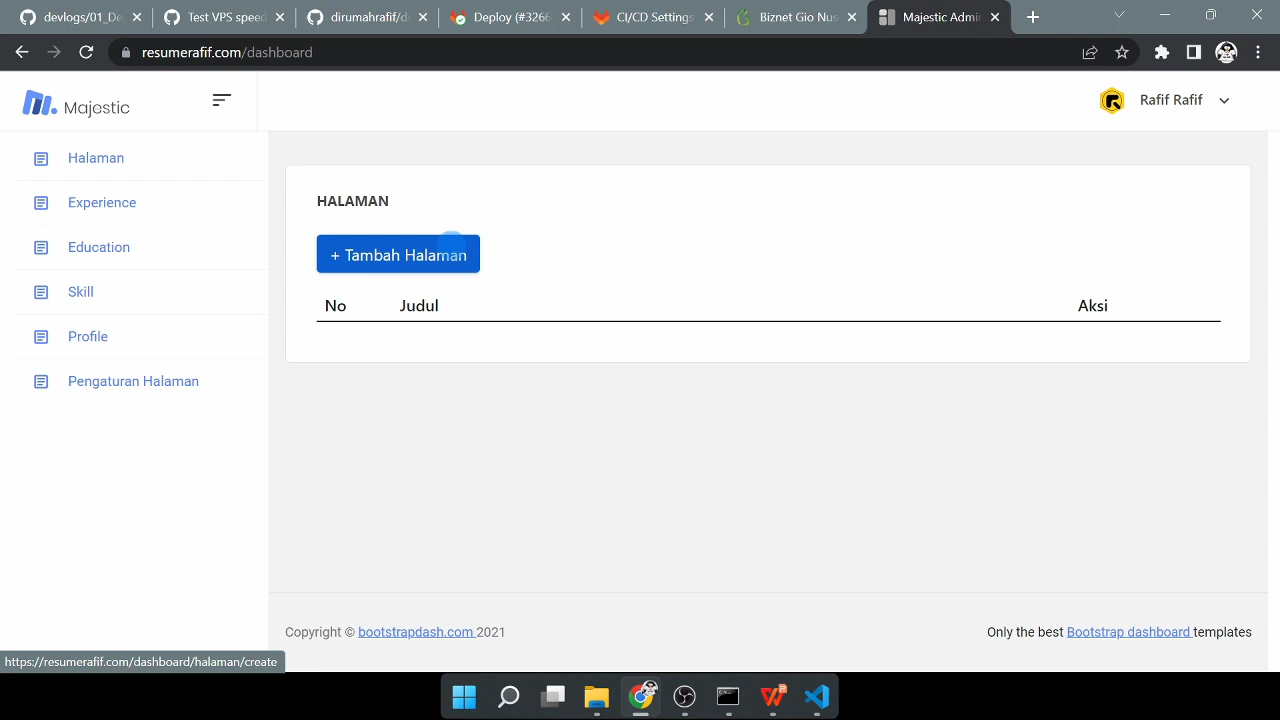 devlogs/01_De
Test VPS speed
dirumahrafif/di
Deploy (#3266
CI/CD Settings
Biznet Gio Nus
Majestic Admin
resumerafif.com/dashboard
Majestic
Rafif Rafif
Halaman
Experience
Education
Skill
Profile
Pengaturan Halaman
HALAMAN
+ Tambah Halaman
No Judul Aksi
Copyright © bootstrapdash.com 2021
Only the best Bootstrap dashboard templates
https://resumerafif.com/dashboard/halaman/create